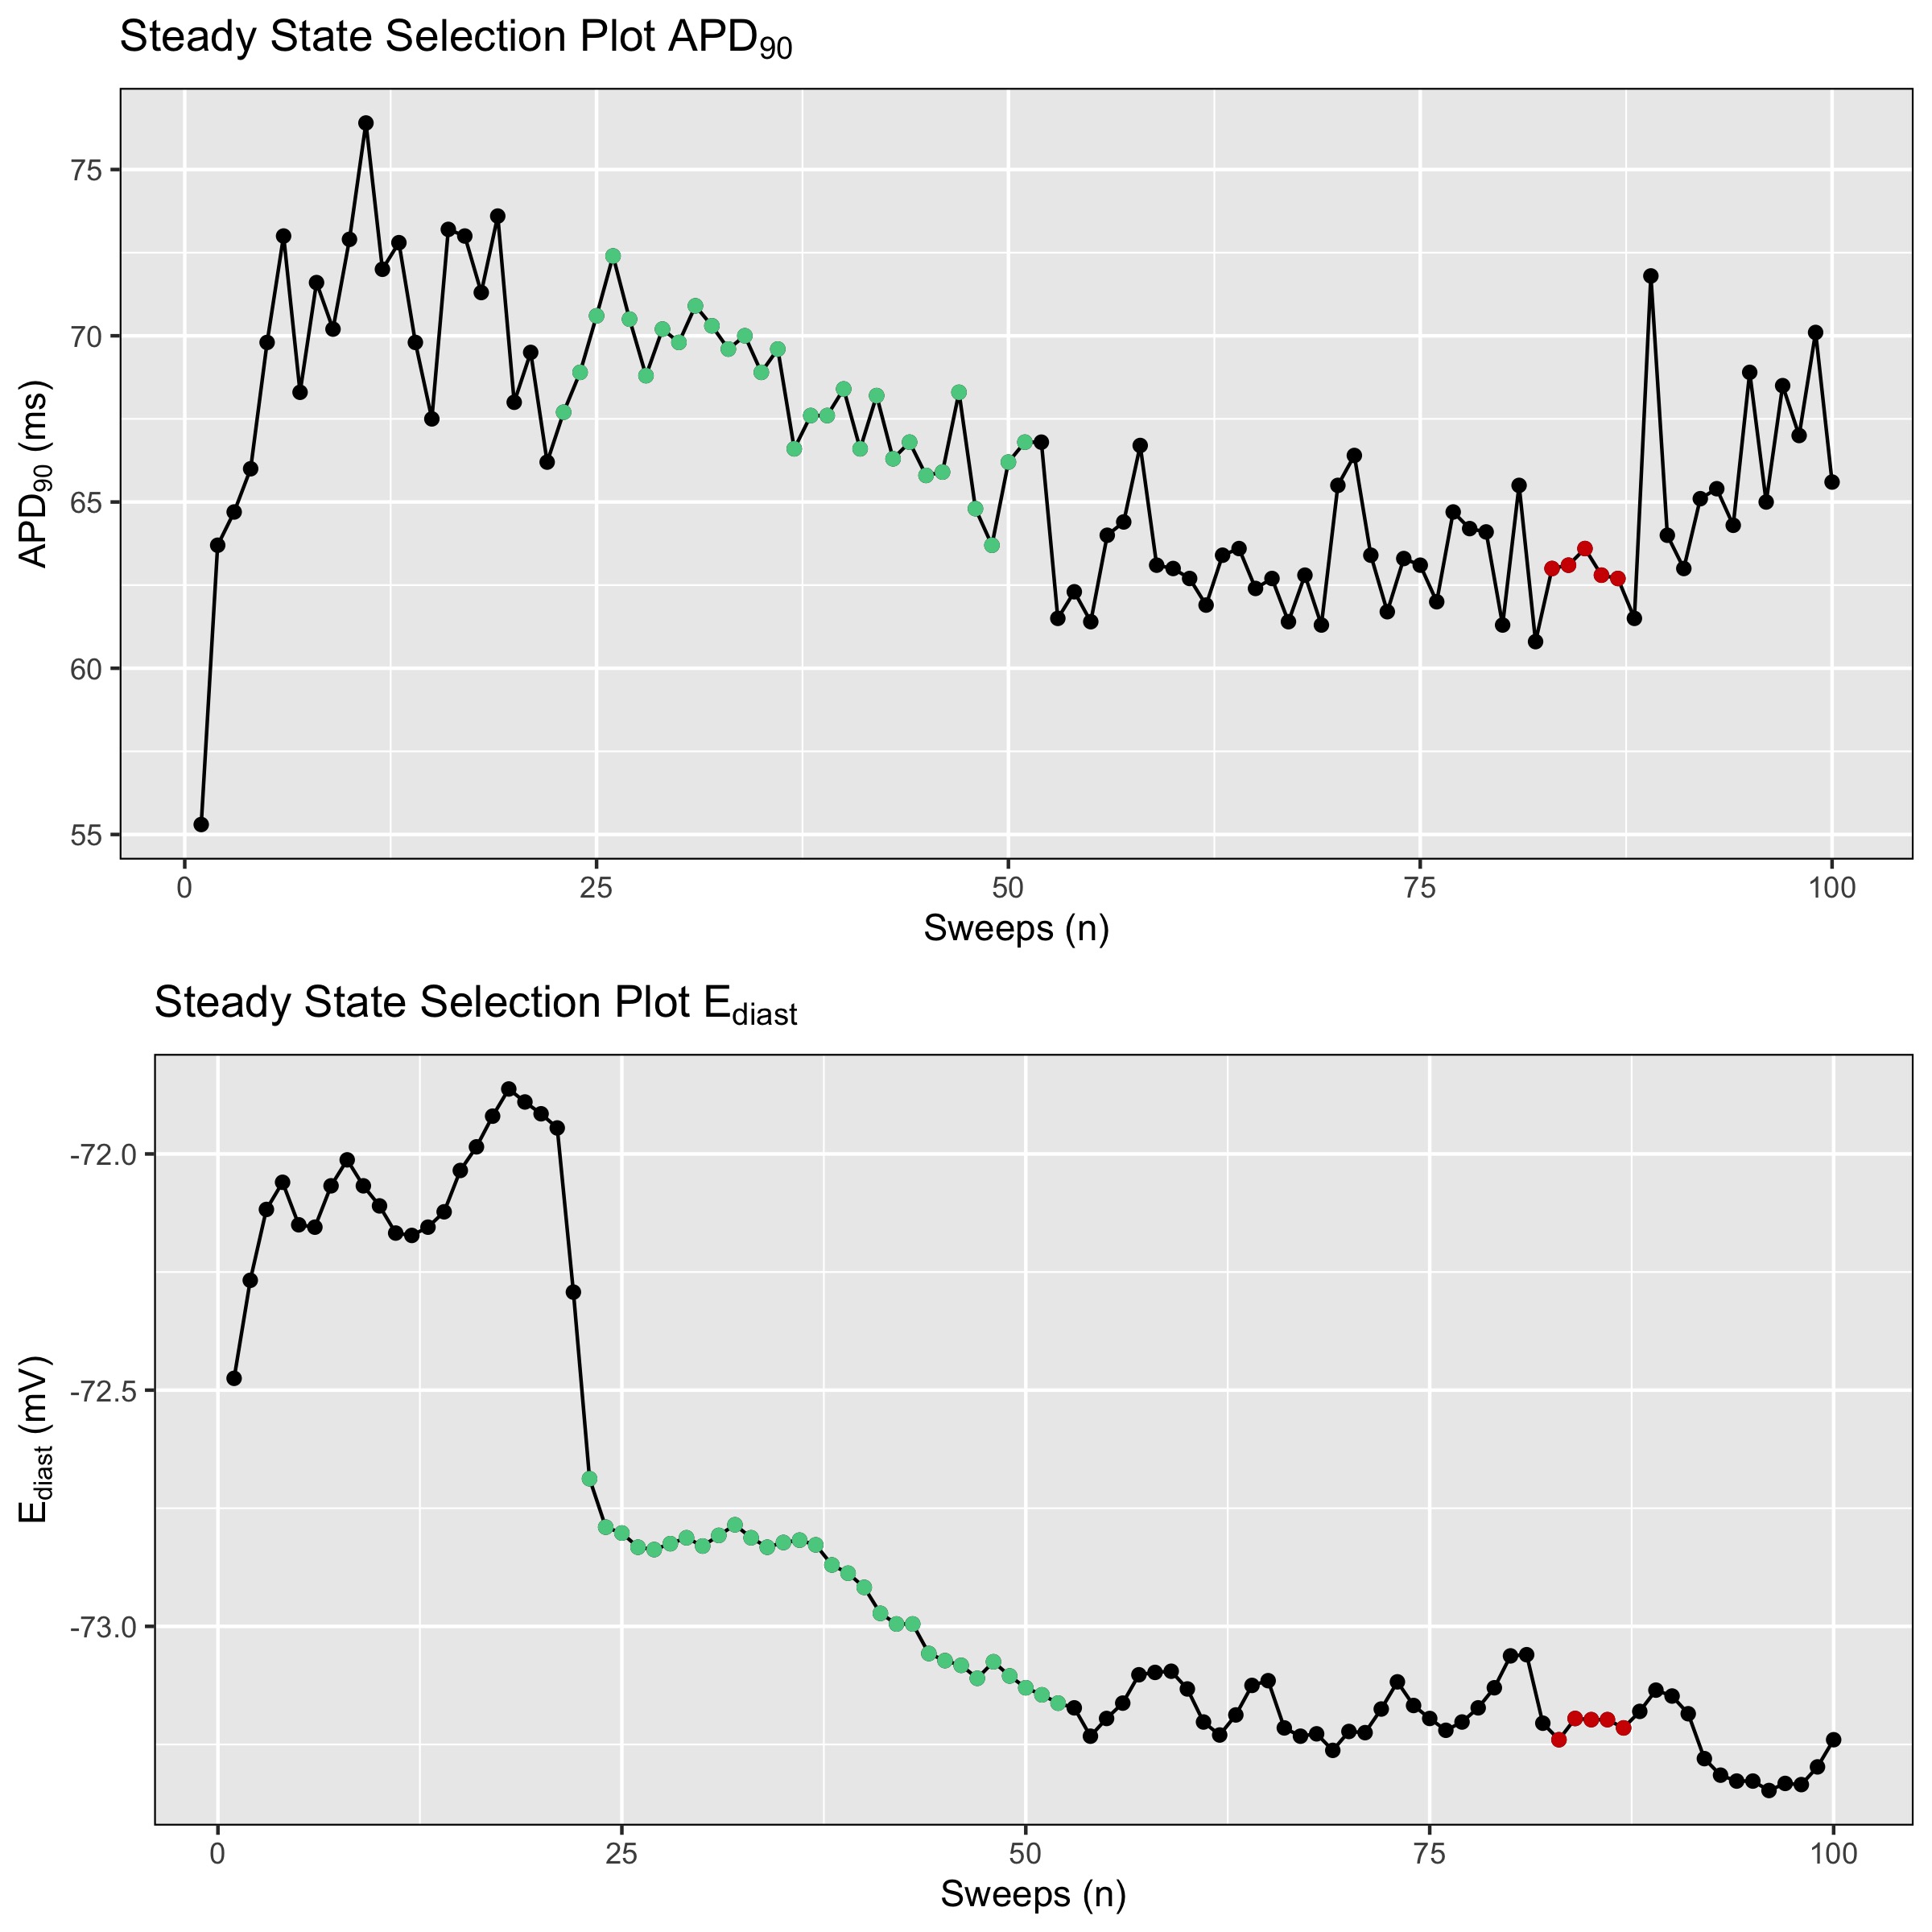 Steady State Selection Plot APD90
75
70
65
60
55
APD90 (ms)
0 25 50 75 100
Sweeps (n)
Steady State Selection Plot Ediast
-72.0
-72.5
-73.0
Ediast (mV)
0 25 50 75 100
Sweeps (n)